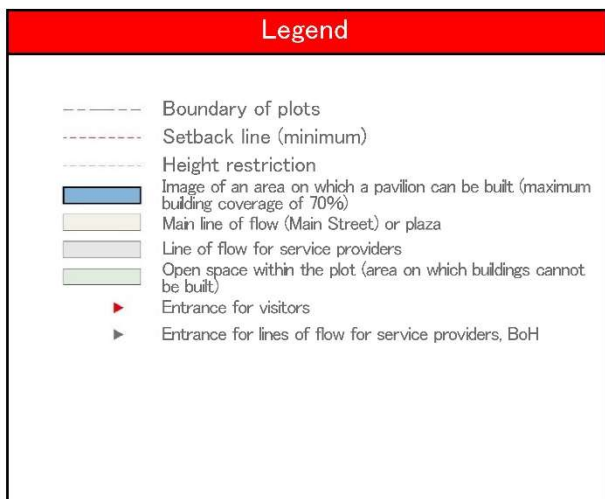 Legend
Boundary of plots
Setback line (minimum)
Height restriction
Image of an area on which a pavilion can be built (maximum
building coverage of 70%)
Main line of flow (Main Street) or plaza
Line of flow for service providers
Open space within the plot (area on which buildings cannot
be built)
Entrance for visitors
Entrance for lines of flow for service providers, BoH